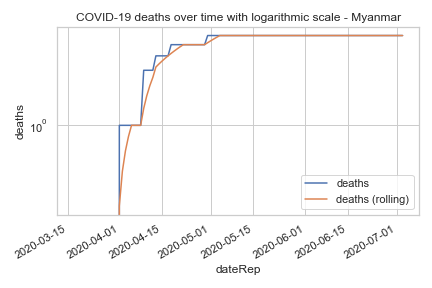 COVID-19 deaths over time with logarithmic scale - Myanmar
deaths
10⁰
deaths
deaths (rolling)
2020-03-15
2020-04-01
2020-04-15
2020-05-01
2020-05-15
2020-06-01
2020-06-15
2020-07-01
dateRep